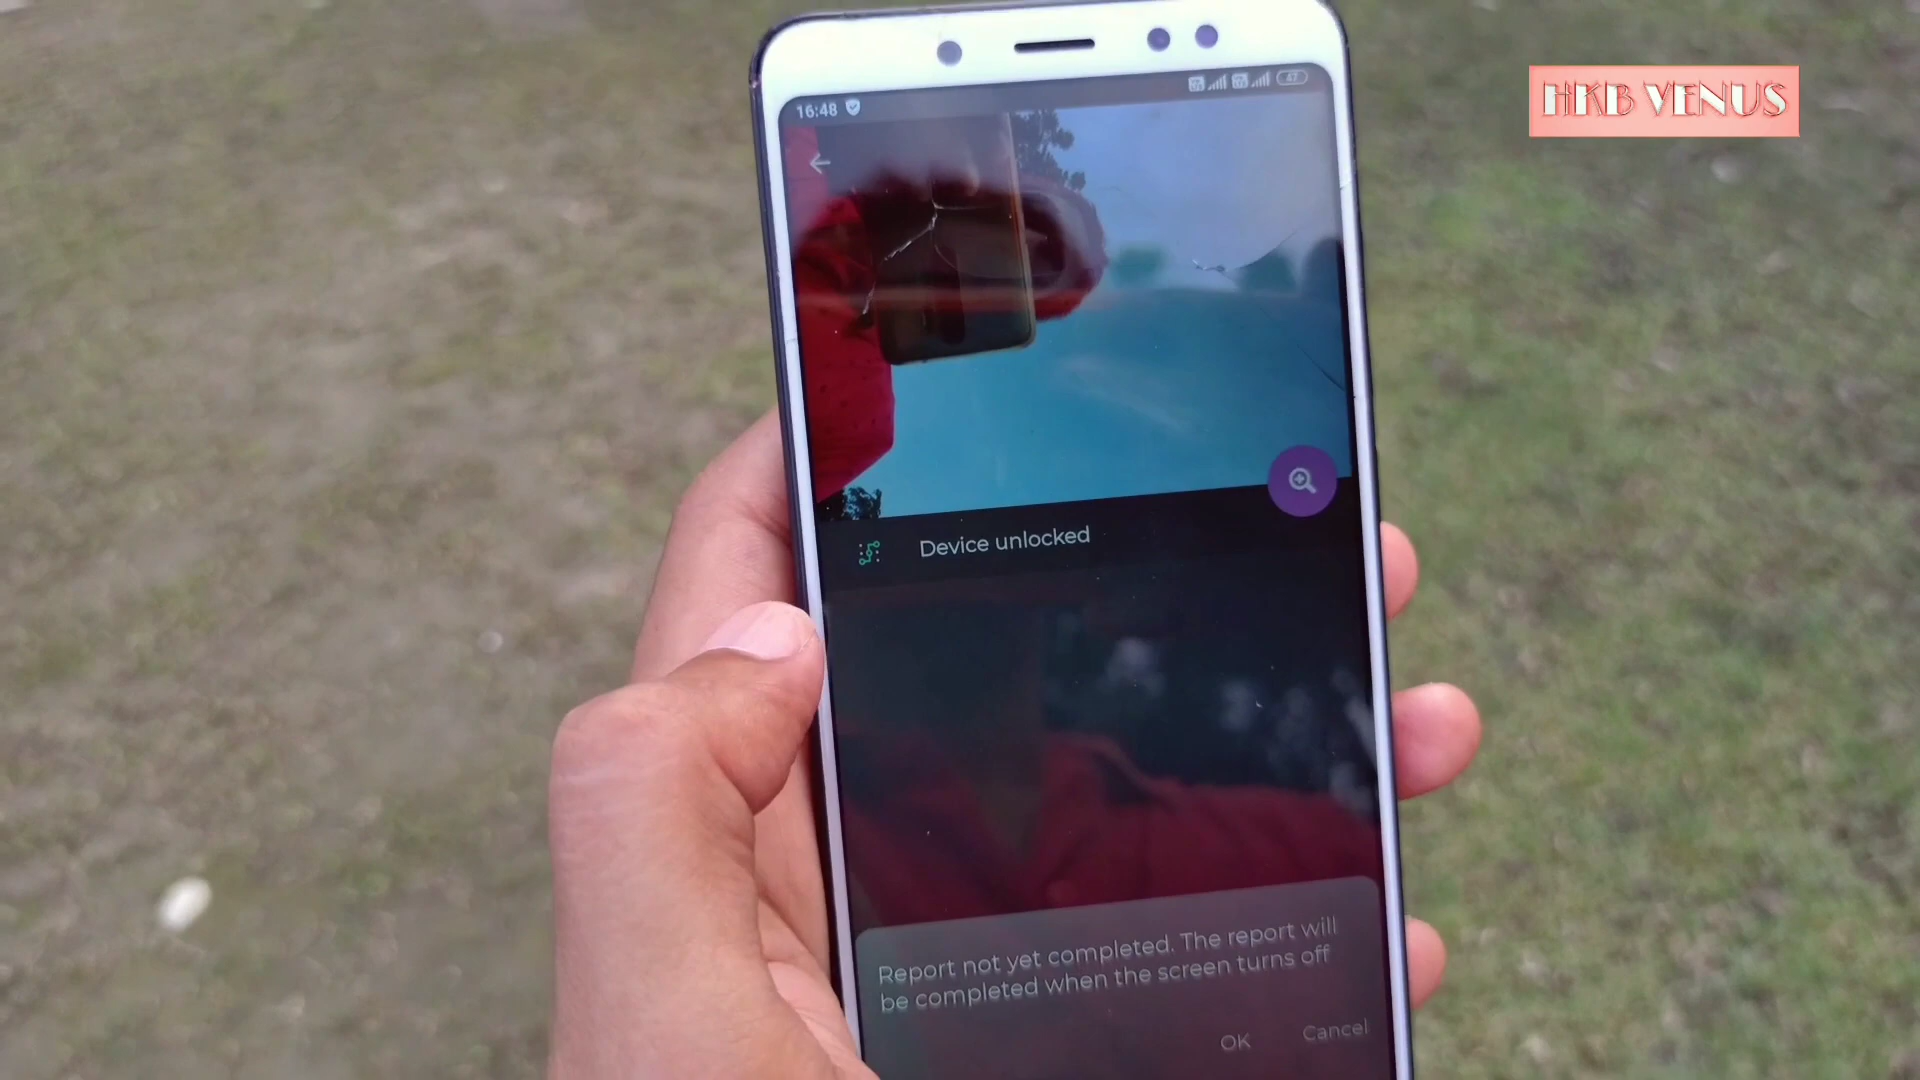 HKB VENUS
16:48
47
Device unlocked
Report not yet completed. The report will
be completed when the screen turns off
OK
Cancel